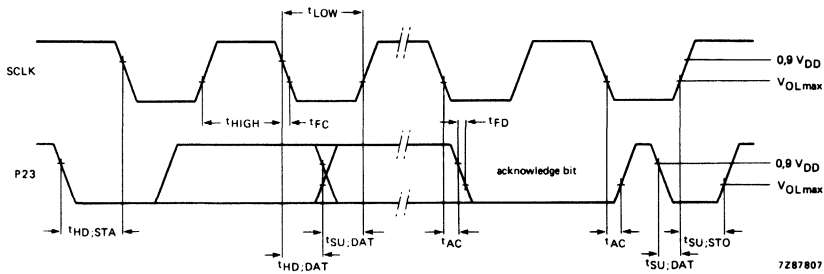 tLOW
SCLK
0,9 VDD
VOLmax
tHIGH
tFC
tFD
P23
acknowledge bit
0,9 VDD
VOLmax
tHD;STA
tSU;DAT
tHD;DAT
tAC
tAC
tSU;DAT
tSU;STO
7Z87807